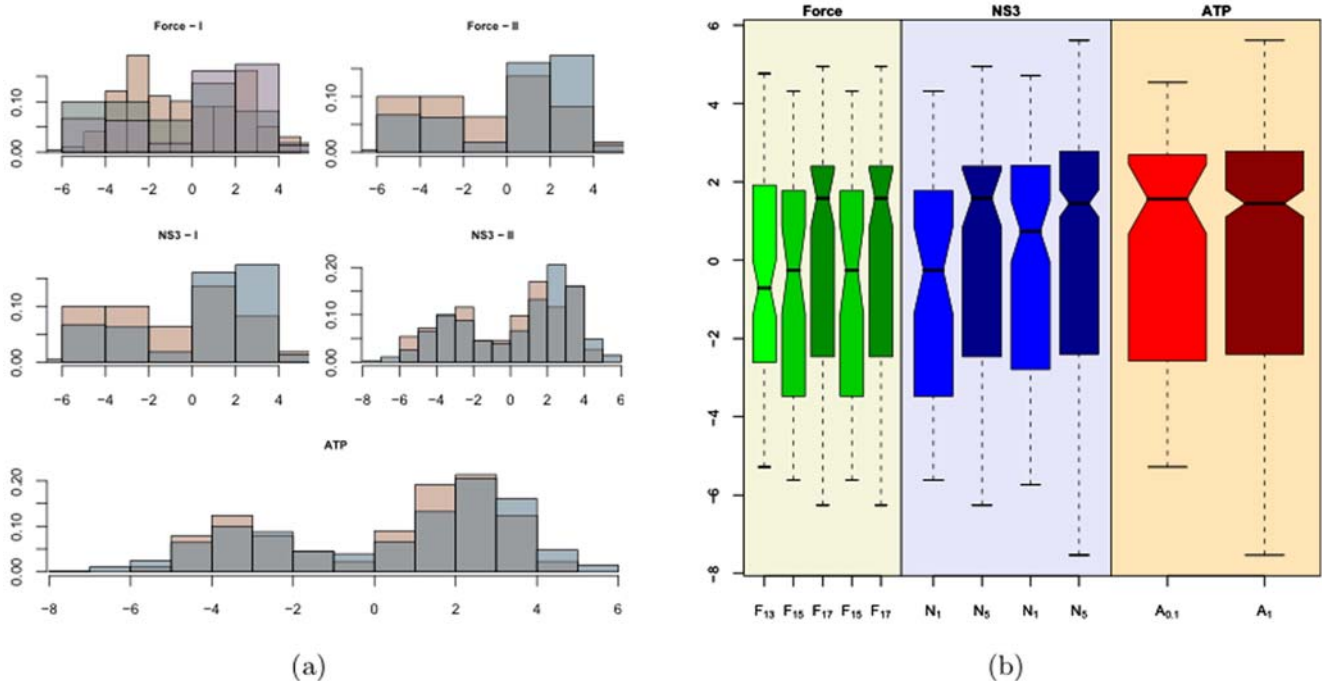 Force – I
0.00 0.10
−6 −4 −2 0 2 4
Force – II
0.00 0.10
−6 −4 −2 0 2 4
NS3 – I
0.00 0.10
−6 −4 −2 0 2 4
NS3 – II
0.00 0.10 0.20
−8 −6 −4 −2 0 2 4 6
ATP
0.00 0.10 0.20
−8 −6 −4 −2 0 2 4 6
(a)
Force NS3 ATP
6
4
2
0
−2
−4
−6
−8
F13 F15 F17 F15 F17 N1 N5 N1 N5 A0.1 A1
(b)